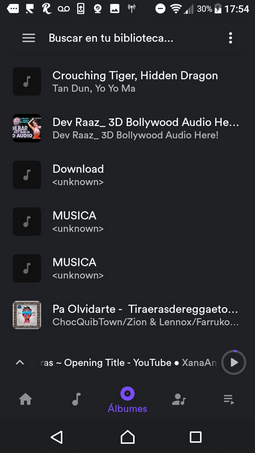 30% 17:54
Buscar en tu biblioteca...
Crouching Tiger, Hidden Dragon
Tan Dun, Yo Yo Ma
Dev Raaz_ 3D Bollywood Audio He...
Dev Raaz_ 3D Bollywood Audio Here!
Download
<unknown>
MUSICA
<unknown>
MUSICA
<unknown>
Pa Olvidarte - Tiraerasdereggaeto...
ChocQuibTown/Zion & Lennox/Farruko...
ras ~ Opening Title - YouTube • XanaAn
Álbumes